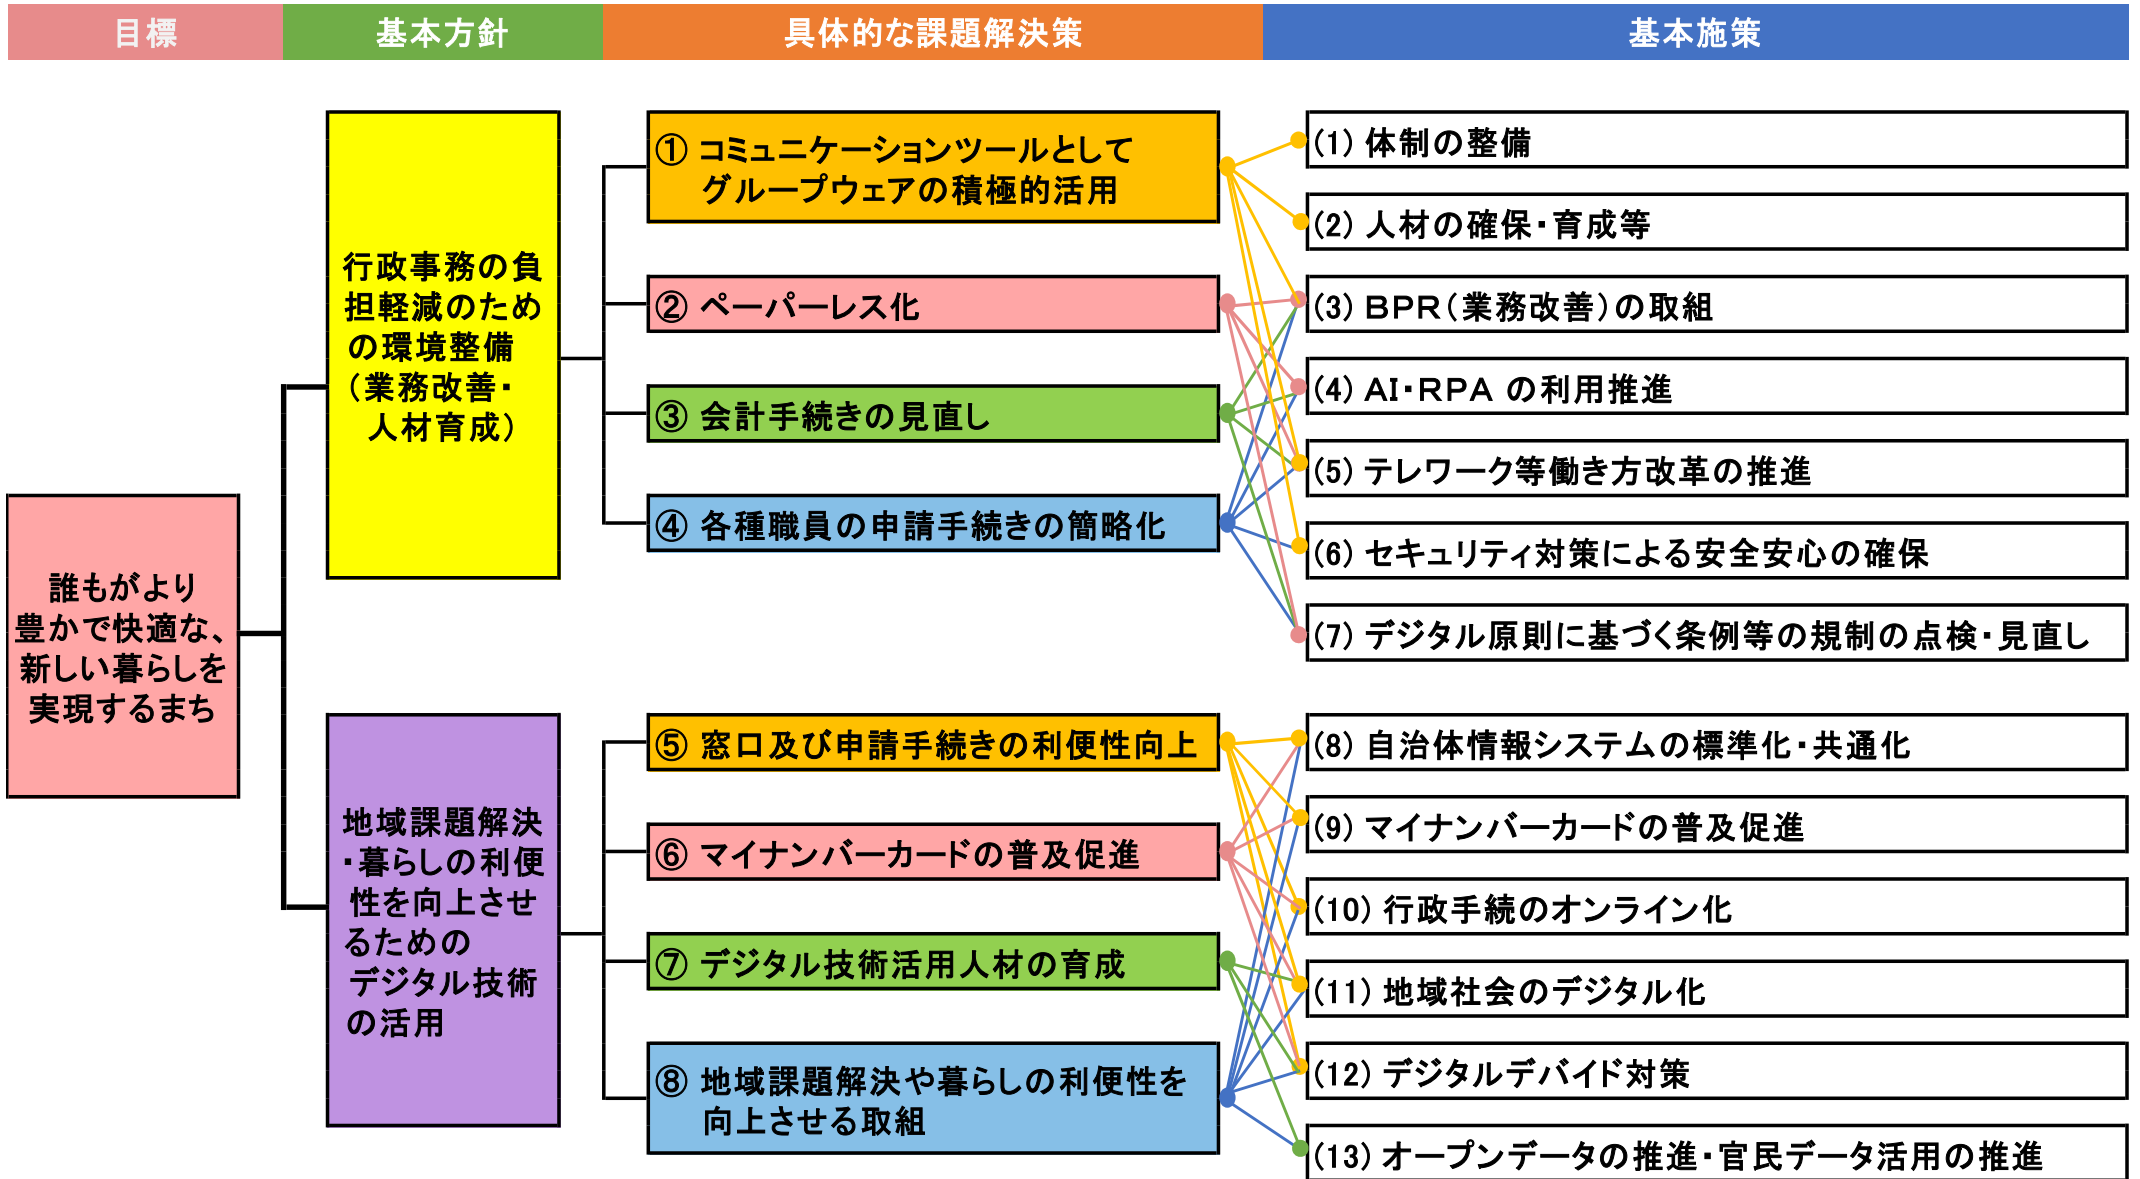 目標
基本方針
具体的な課題解決策
基本施策
誰もがより
豊かで快適な、
新しい暮らしを
実現するまち
行政事務の負
担軽減のため
の環境整備
（業務改善・
人材育成）
地域課題解決
・暮らしの利便
性を向上させ
るための
デジタル技術
の活用
① コミュニケーションツールとして
グループウェアの積極的活用
② ペーパーレス化
③ 会計手続きの見直し
④ 各種職員の申請手続きの簡略化
⑤ 窓口及び申請手続きの利便性向上
⑥ マイナンバーカードの普及促進
⑦ デジタル技術活用人材の育成
⑧ 地域課題解決や暮らしの利便性を
向上させる取組
(1) 体制の整備
(2) 人材の確保・育成等
(3) BPR（業務改善）の取組
(4) AI・RPA の利用推進
(5) テレワーク等働き方改革の推進
(6) セキュリティ対策による安全安心の確保
(7) デジタル原則に基づく条例等の規制の点検・見直し
(8) 自治体情報システムの標準化・共通化
(9) マイナンバーカードの普及促進
(10) 行政手続のオンライン化
(11) 地域社会のデジタル化
(12) デジタルデバイド対策
(13) オープンデータの推進・官民データ活用の推進